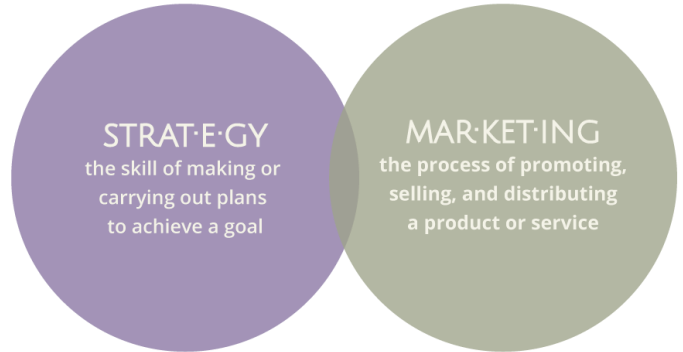 STRAT·E·GY
the skill of making or
carrying out plans
to achieve a goal
MAR·KET·ING
the process of promoting,
selling, and distributing
a product or service